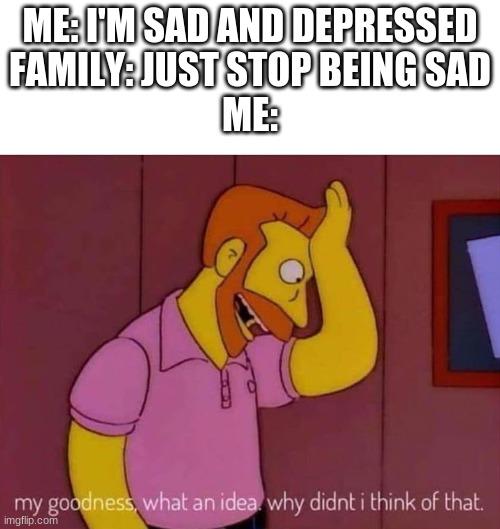 ME: I'M SAD AND DEPRESSED
FAMILY: JUST STOP BEING SAD
ME:
my goodness, what an idea. why didnt i think of that.
imgflip.com